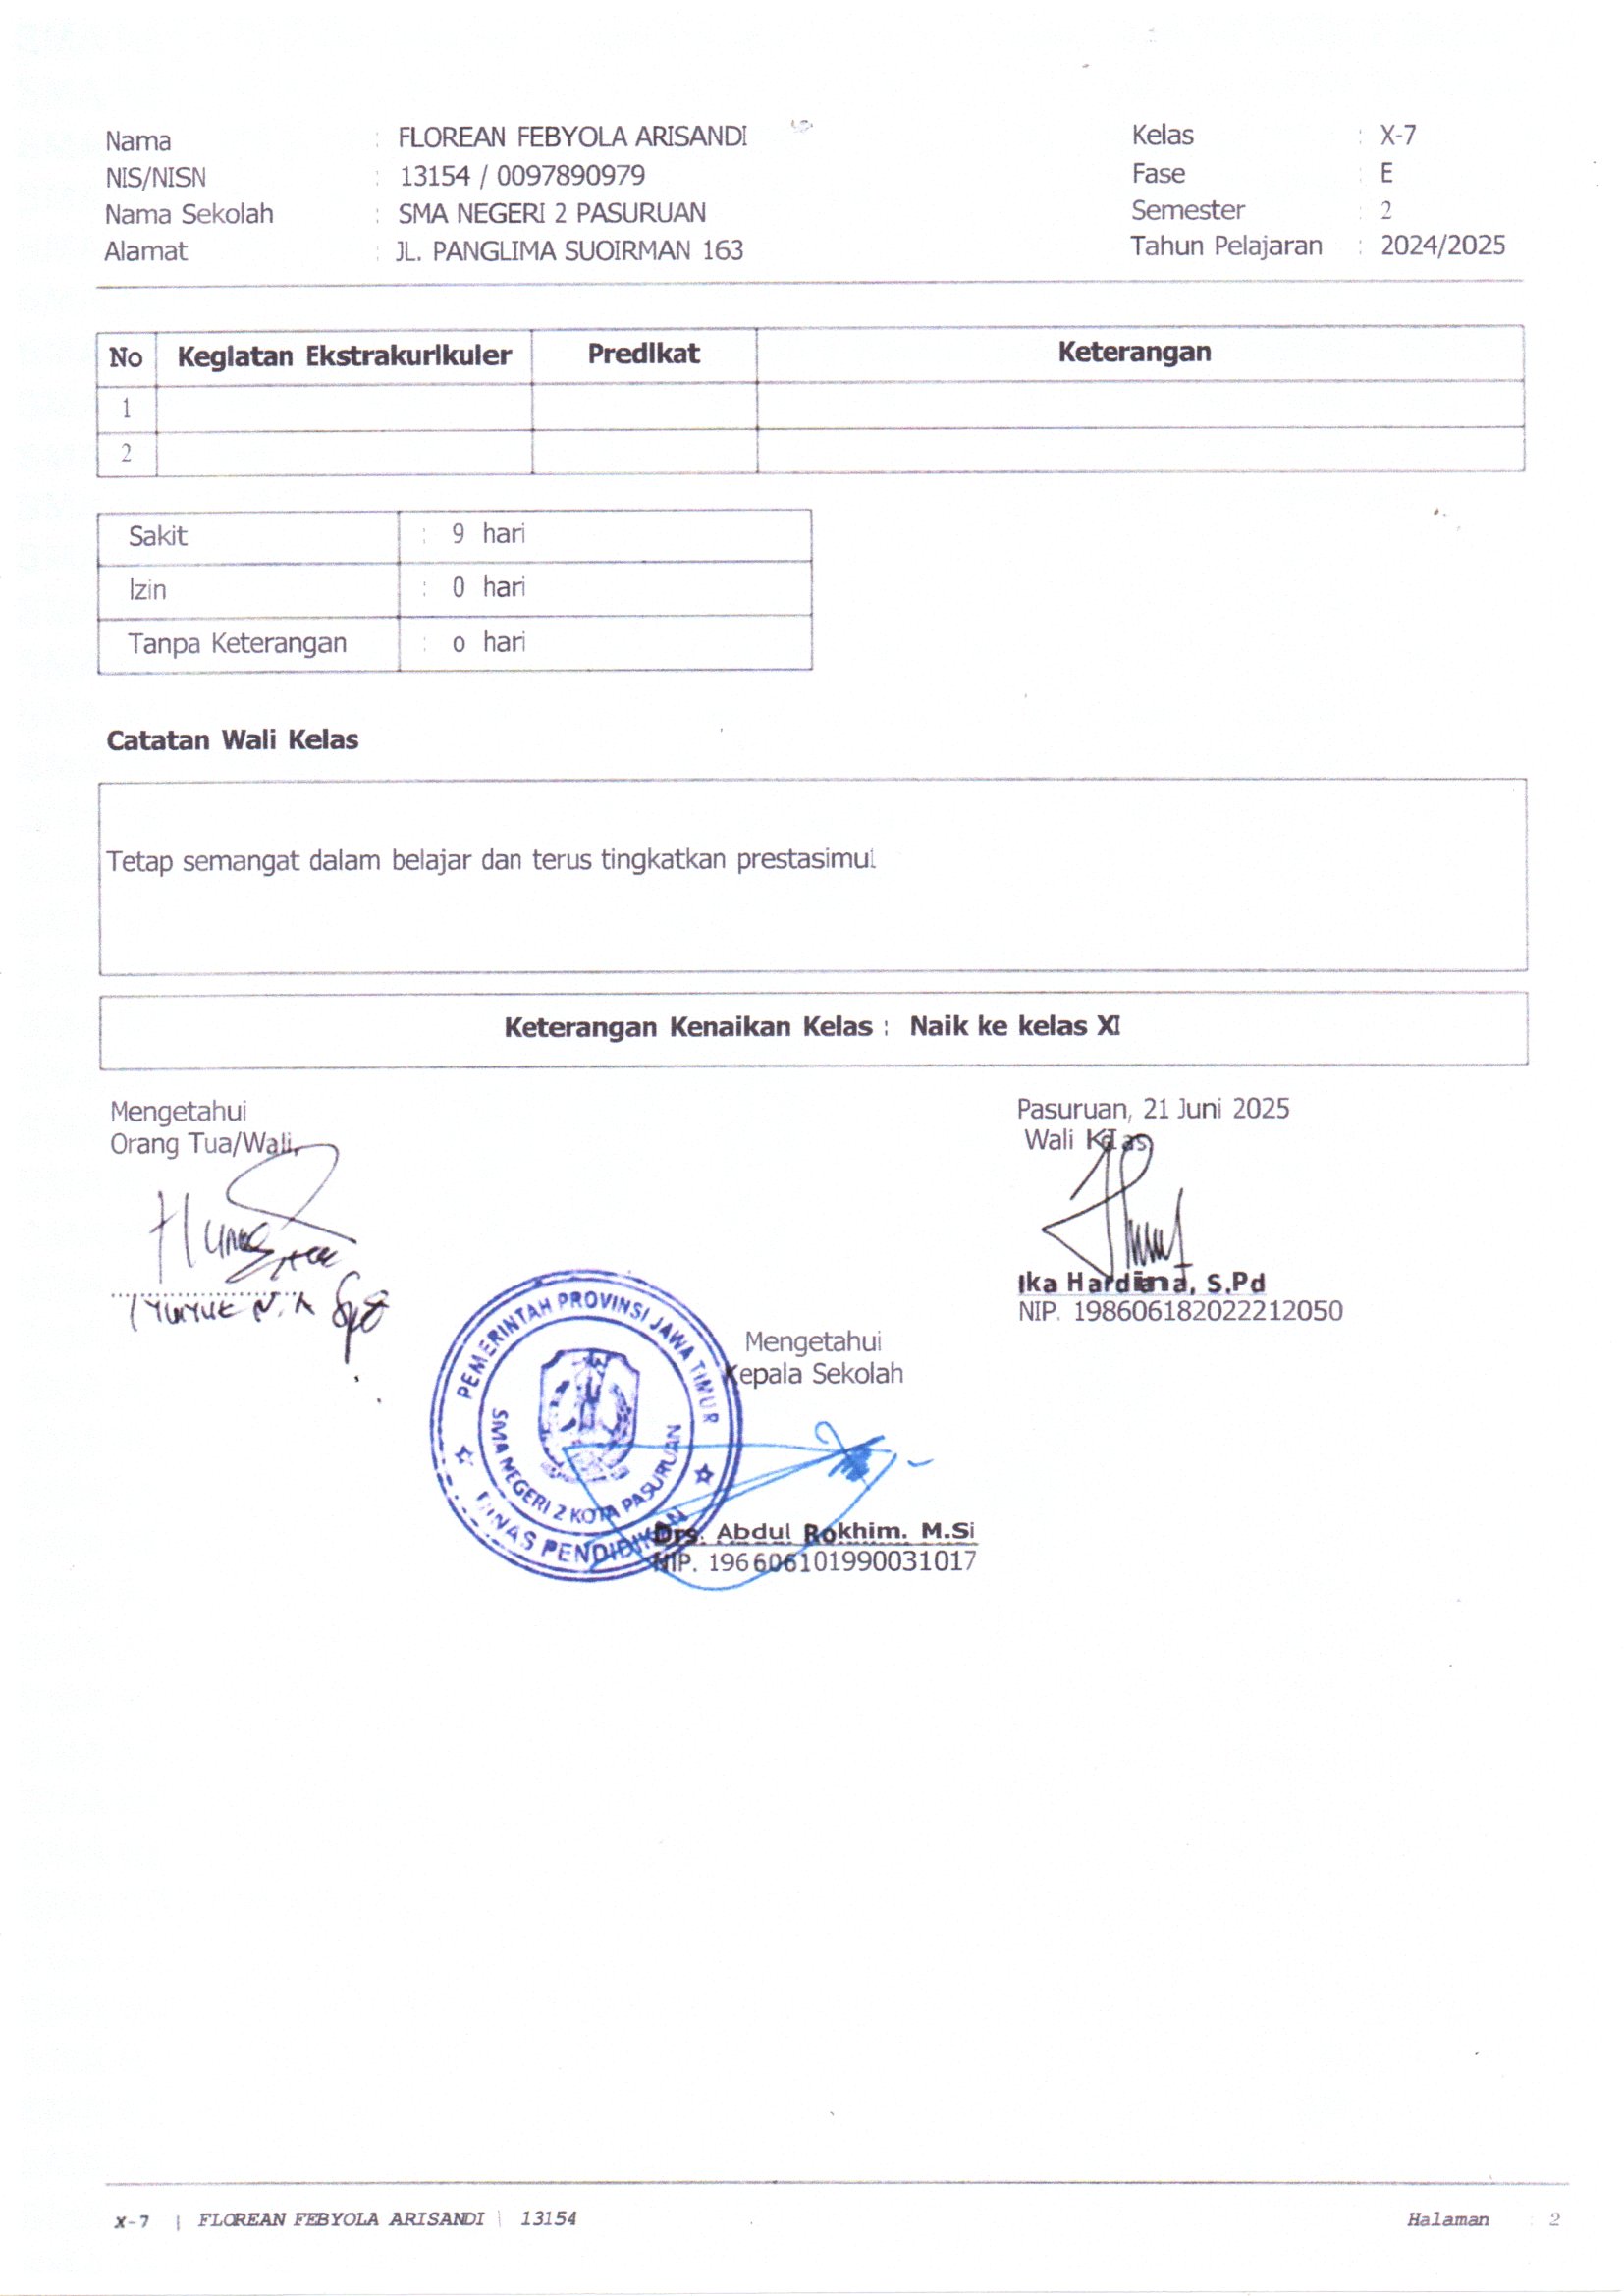 Nama : FLOREAN FEBYOLA ARISANDI Kelas : X-7
NIS/NISN : 13154 / 0097890979 Fase : E
Nama Sekolah : SMA NEGERI 2 PASURUAN Semester : 2
Alamat : JL. PANGLIMA SUOIRMAN 163 Tahun Pelajaran : 2024/2025
No Kegiatan Ekstrakurikuler Predikat Keterangan
1
2
Sakit : 9 hari
Izin : 0 hari
Tanpa Keterangan : o hari
Catatan Wali Kelas
Tetap semangat dalam belajar dan terus tingkatkan prestasimu.
Keterangan Kenaikan Kelas : Naik ke kelas XI
Mengetahui Pasuruan, 21 Juni 2025
Orang Tua/Wali, Wali Kelas
Ika Hardiana, S.Pd
NIP. 198606182022212050
PEMERINTAH PROVINSI JAWA TIMUR
SMA NEGERI 2 KOTA PASURUAN
DINAS PENDIDIKAN
Mengetahui
Kepala Sekolah
Drs. Abdul Rokhim. M.Si
NIP. 196606101990031017
X-7 | FLOREAN FEBYOLA ARISANDI | 13154 Halaman : 2